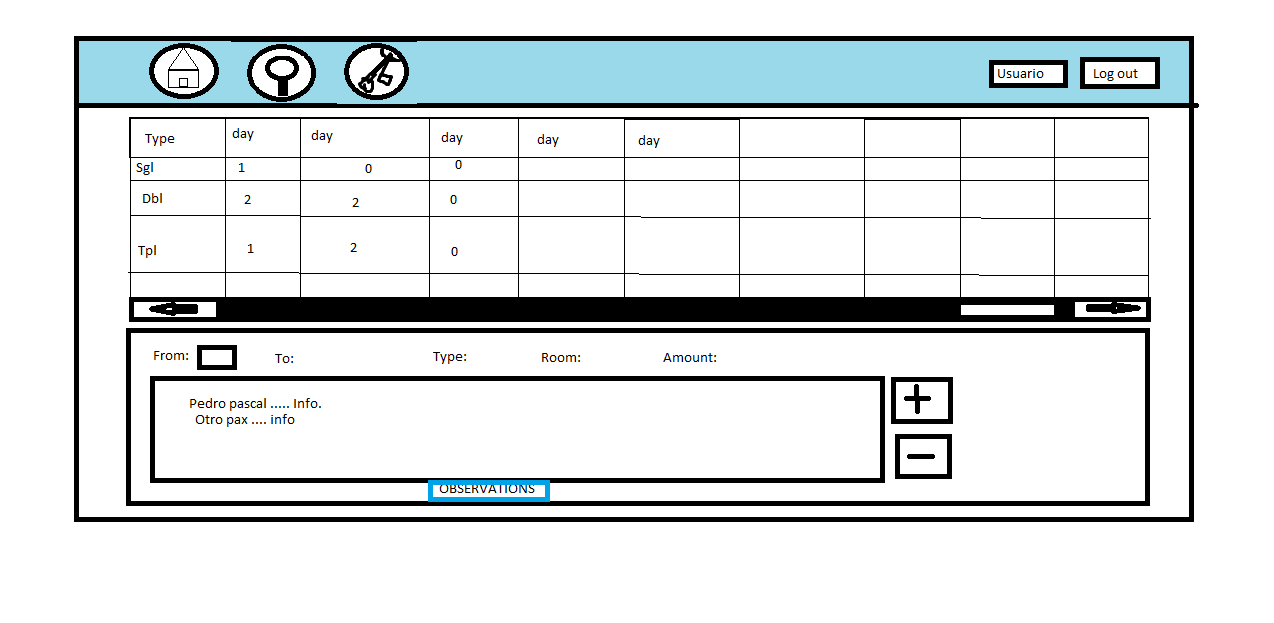 Usuario Log out
Type day day day day day
Sgl 1 0 0
Dbl 2 2 0
Tpl 1 2 0
From: To: Type: Room: Amount:
Pedro pascal ..... Info.
Otro pax .... info
OBSERVATIONS